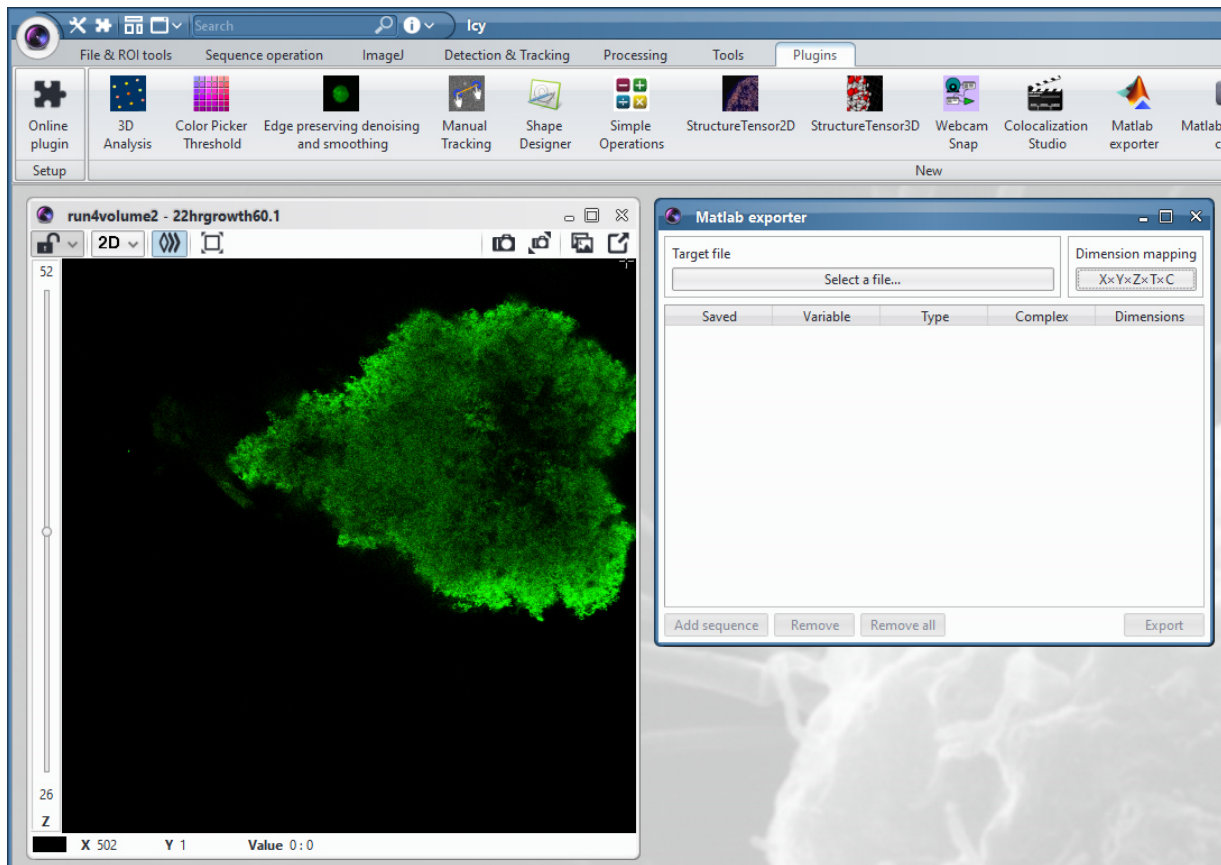 Search
Icy
File & ROI tools
Sequence operation
ImageJ
Detection & Tracking
Processing
Tools
Plugins
Online
plugin
3D
Analysis
Color Picker
Threshold
Edge preserving denoising
and smoothing
Manual
Tracking
Shape
Designer
Simple
Operations
StructureTensor2D
StructureTensor3D
Webcam
Snap
Colocalization
Studio
Matlab
exporter
Matlab
c
Setup
New
run4volume2 - 22hrgrowth60.1
2D
52
26
Z
X 502 Y 1 Value 0 : 0
Matlab exporter
Target file
Select a file...
Dimension mapping
X×Y×Z×T×C
Saved Variable Type Complex Dimensions
Add sequence
Remove
Remove all
Export